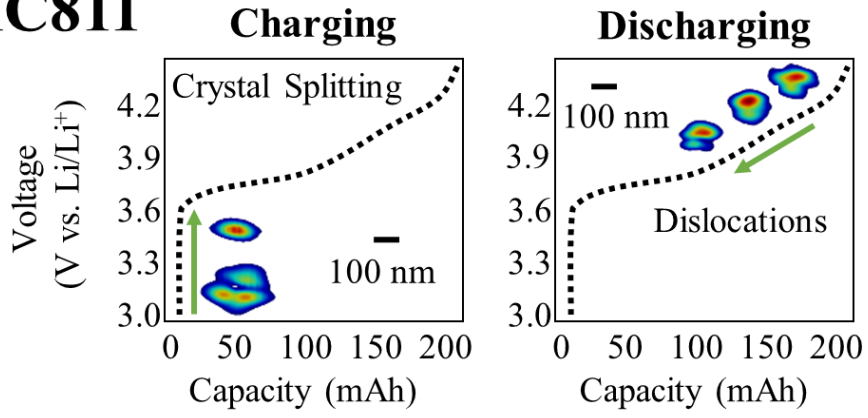 C811
Charging
Discharging
Crystal Splitting
100 nm
4.2
3.9
3.6
3.3
3.0
Voltage
(V vs. Li/Li⁺)
0 50 100 150 200
Capacity (mAh)
100 nm
Dislocations
4.2
3.9
3.6
3.3
3.0
0 50 100 150 200
Capacity (mAh)